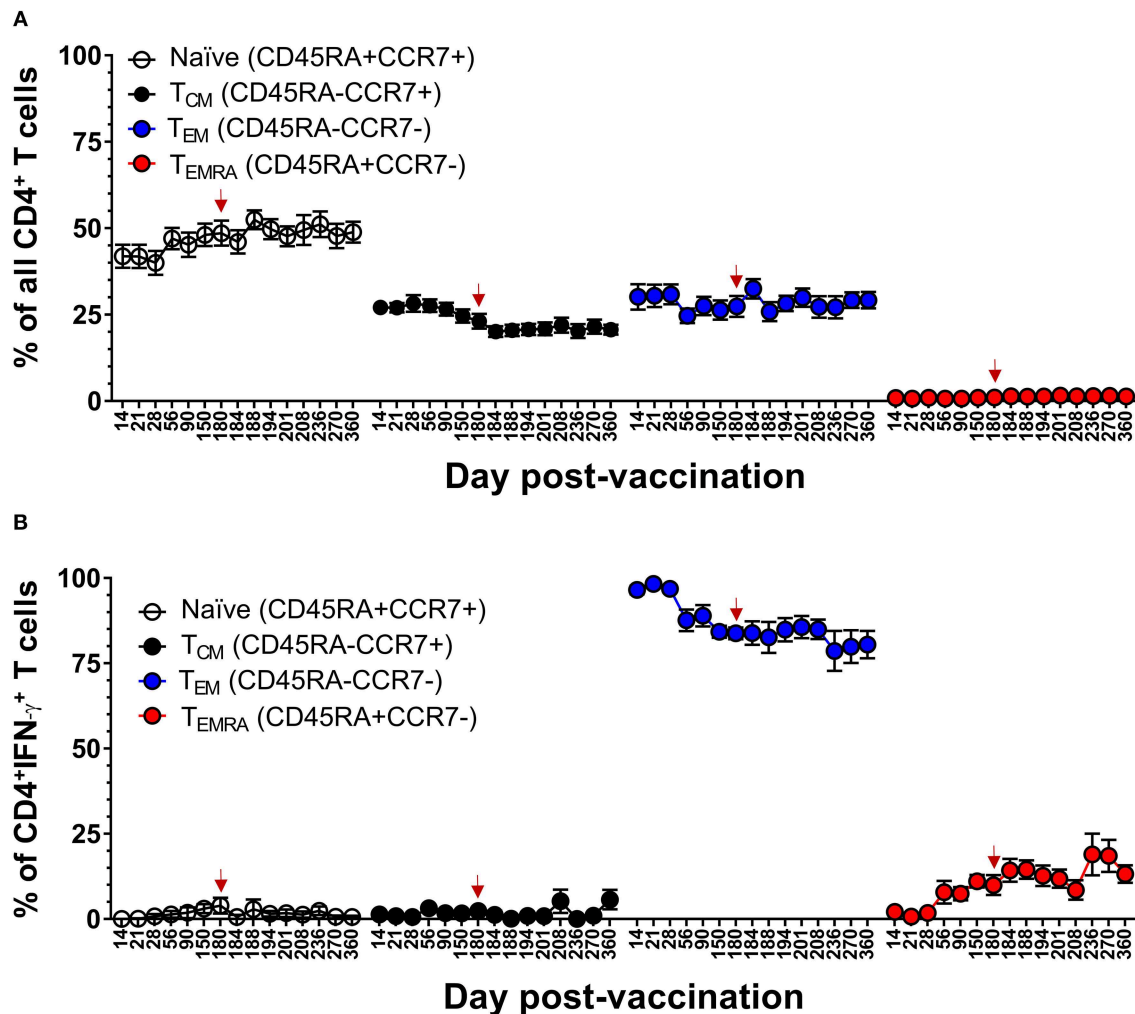 A
% of all CD4⁺ T cells
100
75
50
25
0
Naïve (CD45RA+CCR7+)
T_CM (CD45RA-CCR7+)
T_EM (CD45RA-CCR7-)
T_EMRA (CD45RA+CCR7-)
14 21 28 56 90 150 180 184 188 194 201 208 236 270 360 14 21 28 56 90 150 180 184 188 194 201 208 236 270 360 14 21 28 56 90 150 180 184 188 194 201 208 236 270 360 14 21 28 56 90 150 180 184 188 194 201 208 236 270 360
Day post-vaccination
B
% of CD4⁺IFN-γ⁺ T cells
100
75
50
25
0
Naïve (CD45RA+CCR7+)
T_CM (CD45RA-CCR7+)
T_EM (CD45RA-CCR7-)
T_EMRA (CD45RA+CCR7-)
14 21 28 56 90 150 180 184 188 194 201 208 236 270 360 14 21 28 56 90 150 180 184 188 194 201 208 236 270 360 14 21 28 56 90 150 180 184 188 194 201 208 236 270 360 14 21 28 56 90 150 180 184 188 194 201 208 236 270 360
Day post-vaccination